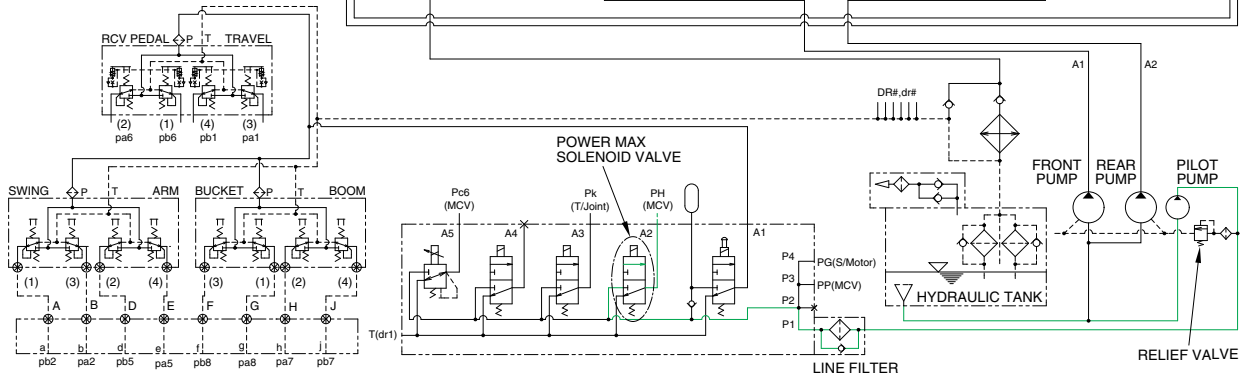 RCV PEDAL P T TRAVEL
(2) (1) (4) (3)
pa6 pb6 pb1 pa1
SWING P T ARM
BUCKET P T BOOM
(1) (3) (2) (4)
(3) (1) (2) (4)
A B D E F G H J
a b d e f g h j
pb2 pa2 pb5 pa5 pb8 pa8 pa7 pb7
POWER MAX
SOLENOID VALVE
Pc6
(MCV)
Pk
(T/Joint)
PH
(MCV)
A5 A4 A3 A2 A1
P4 PG(S/Motor)
P3 PP(MCV)
P2
P1
T(dr1)
LINE FILTER
DR#,dr#
A1 A2
FRONT
PUMP
REAR
PUMP
PILOT
PUMP
HYDRAULIC TANK
RELIEF VALVE